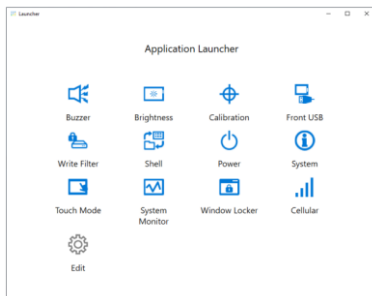 Launcher
Application Launcher
Buzzer
Brightness
Calibration
Front USB
Write Filter
Shell
Power
System
Touch Mode
System
Monitor
Window Locker
Cellular
Edit